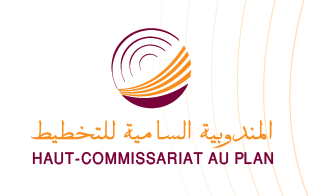 المندوبية السامية للتخطيط
HAUT-COMMISSARIAT AU PLAN